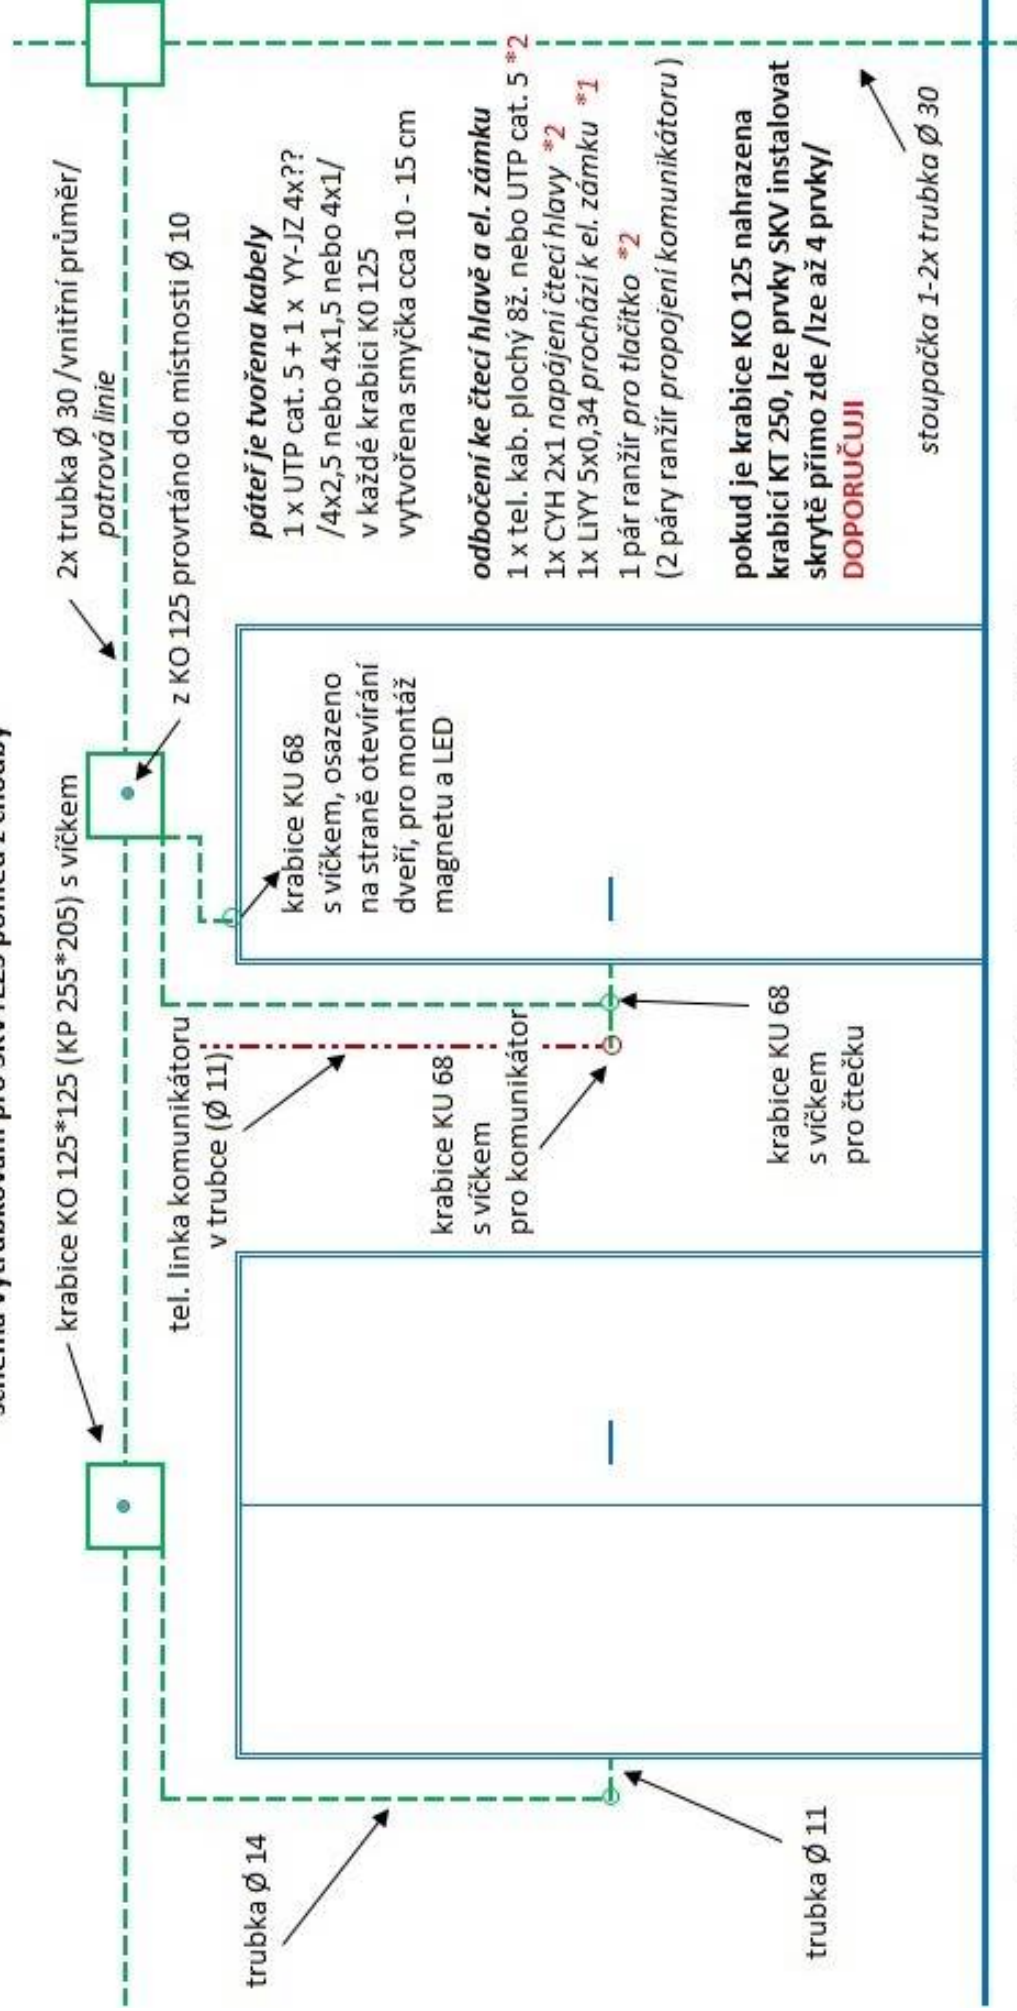 krabice KO 125*125 (KP 255*205) s víčkem
2x trubka Ø 30 /vnitřní průměr/
patrová linie
z KO 125 provrtáno do místnosti Ø 10
tel. linka komunikátoru
v trubce (Ø 11)
krabice KU 68
s víčkem, osazeno
na straně otevírání
dveří, pro montáž
magnetu a LED
páteř je tvořena kabely
1 x UTP cat. 5 + 1 x YY-JZ 4x??
/4x2,5 nebo 4x1,5 nebo 4x1/
v každé krabici K0 125
vytvořena smyčka cca 10 - 15 cm
odbočení ke čtecí hlavě a el. zámku
1 x tel. kab. plochý 8ž. nebo UTP cat. 5 *2
1x CYH 2x1 napájení čtecí hlavy *2
1x LiYY 5x0,34 prochází k el. zámku *1
1 pár ranžír pro tlačítko *2
(2 páry ranžír propojení komunikátoru)
pokud je krabice KO 125 nahrazena
krabicí KT 250, lze prvky SKV instalovat
skrytě přímo zde /lze až 4 prvky/
DOPORUČUJI
stoupačka 1-2x trubka Ø 30
krabice KU 68
s víčkem
pro komunikátor
krabice KU 68
s víčkem
pro čtečku
trubka Ø 14
trubka Ø 11